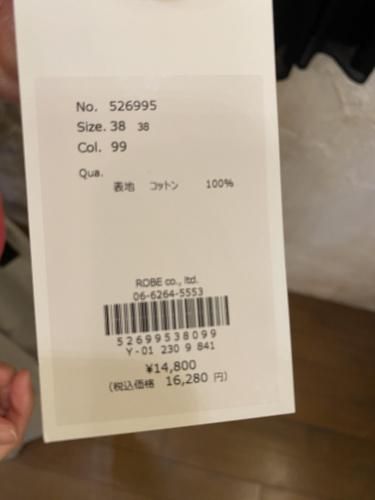 No. 526995
Size. 38 38
Col. 99
Qua.
表地 コットン 100%
ROBE co., ltd.
06-6264-5553
52699538099
Y-01 230 9 841
¥14,800
(税込価格 16,280 円)